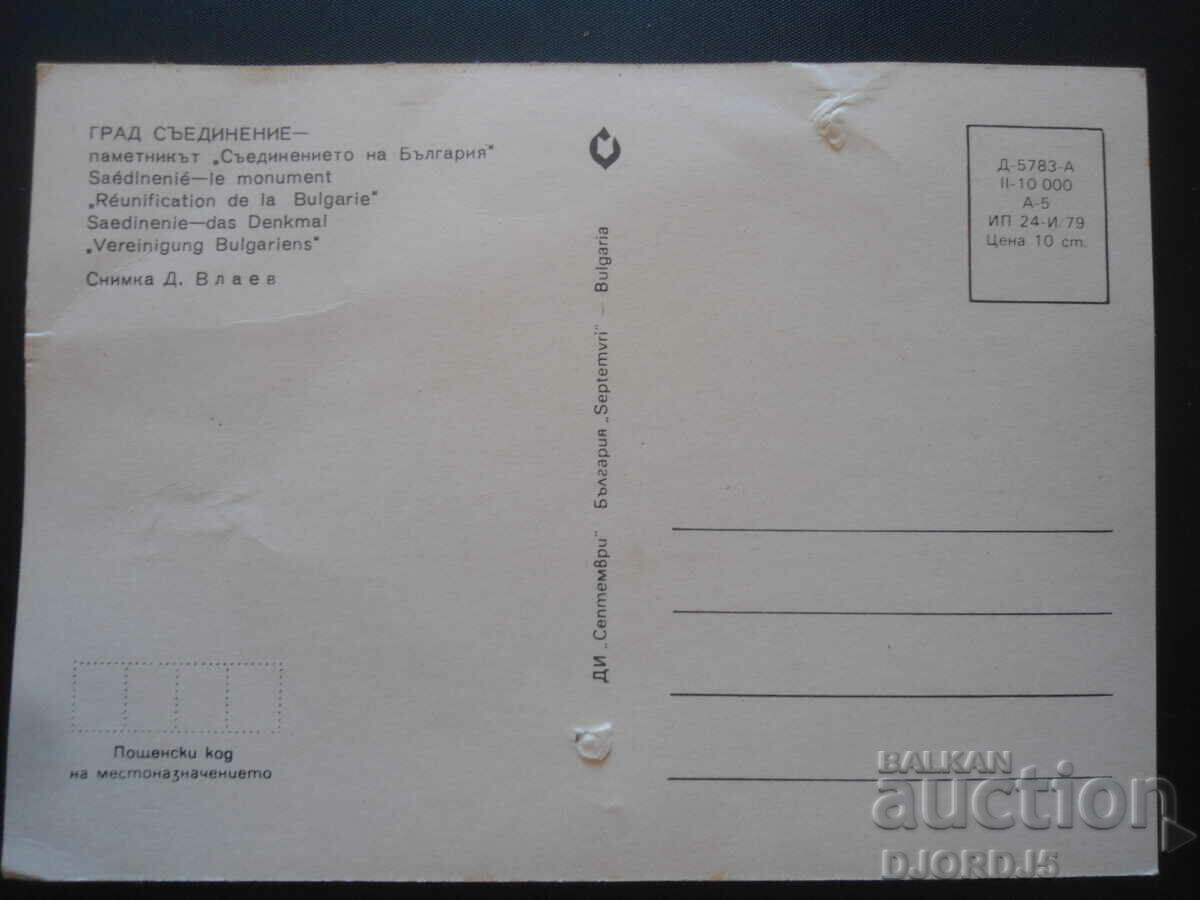 ГРАД СЪЕДИНЕНИЕ—
паметникът „Съединението на България"
Saédinenié—le monument
„Réunification de la Bulgarie"
Saedinenie—das Denkmal
„Vereinigung Bulgariens"
Снимка Д. Влаев
Пощенски код
на местоназначението
ДИ „Септември" България „Septemvri" — Bulgaria
Д-5783-А
II-10 000
А-5
ИП 24-И/79
Цена 10 ст.
BALKAN
auction
DJORDJ5